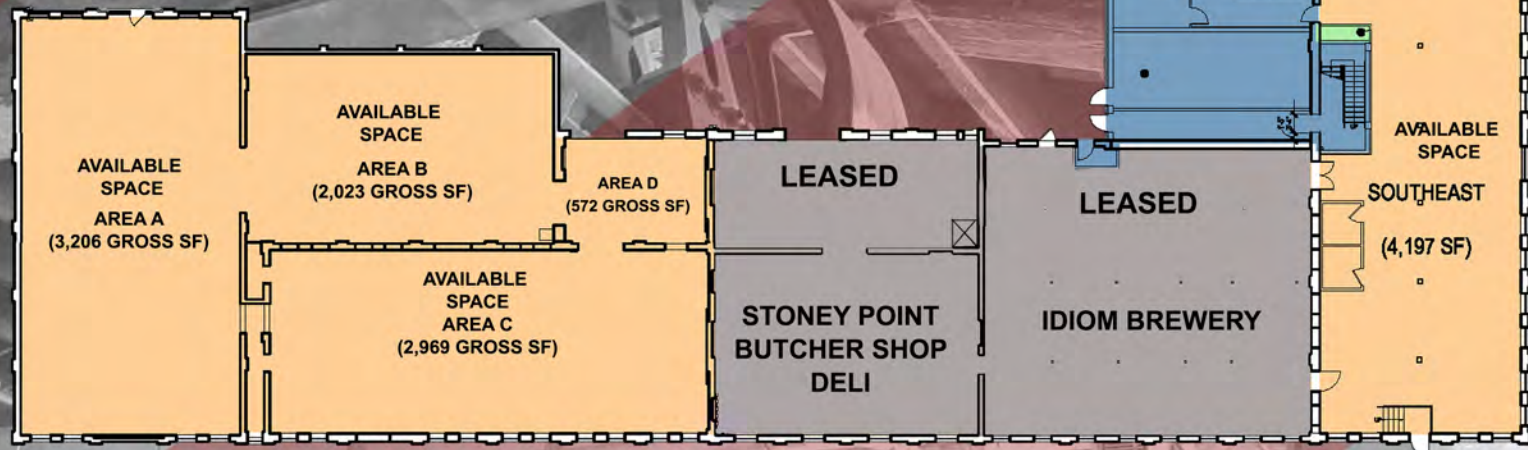 AVAILABLE
SPACE
AREA A
(3,206 GROSS SF)
AVAILABLE
SPACE
AREA B
(2,023 GROSS SF)
AREA D
(572 GROSS SF)
AVAILABLE
SPACE
AREA C
(2,969 GROSS SF)
LEASED
STONEY POINT
BUTCHER SHOP
DELI
LEASED
IDIOM BREWERY
AVAILABLE
SPACE
SOUTHEAST
(4,197 SF)